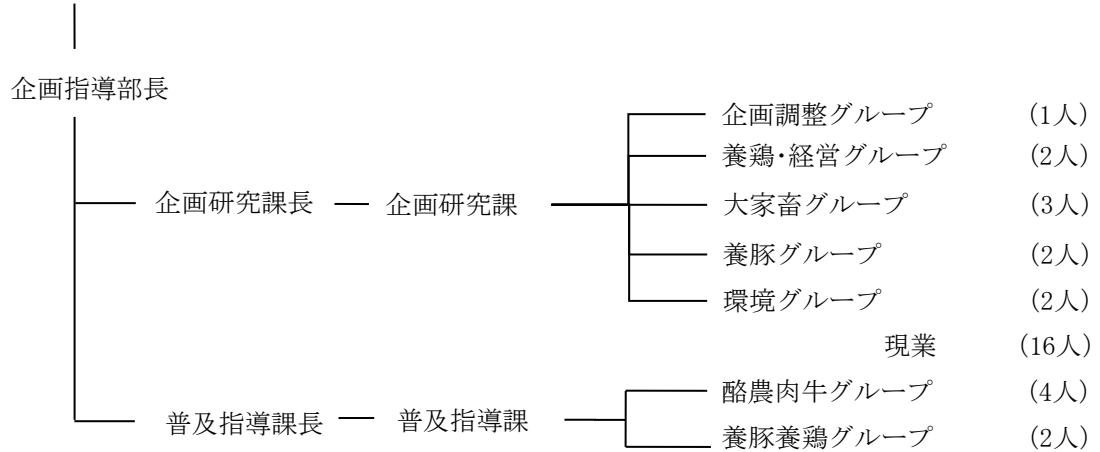 企画指導部長
企画調整グループ (1人)
養鶏・経営グループ (2人)
企画研究課長 企画研究課 大家畜グループ (3人)
養豚グループ (2人)
環境グループ (2人)
現業 (16人)
酪農肉牛グループ (4人)
普及指導課長 普及指導課
養豚養鶏グループ (2人)